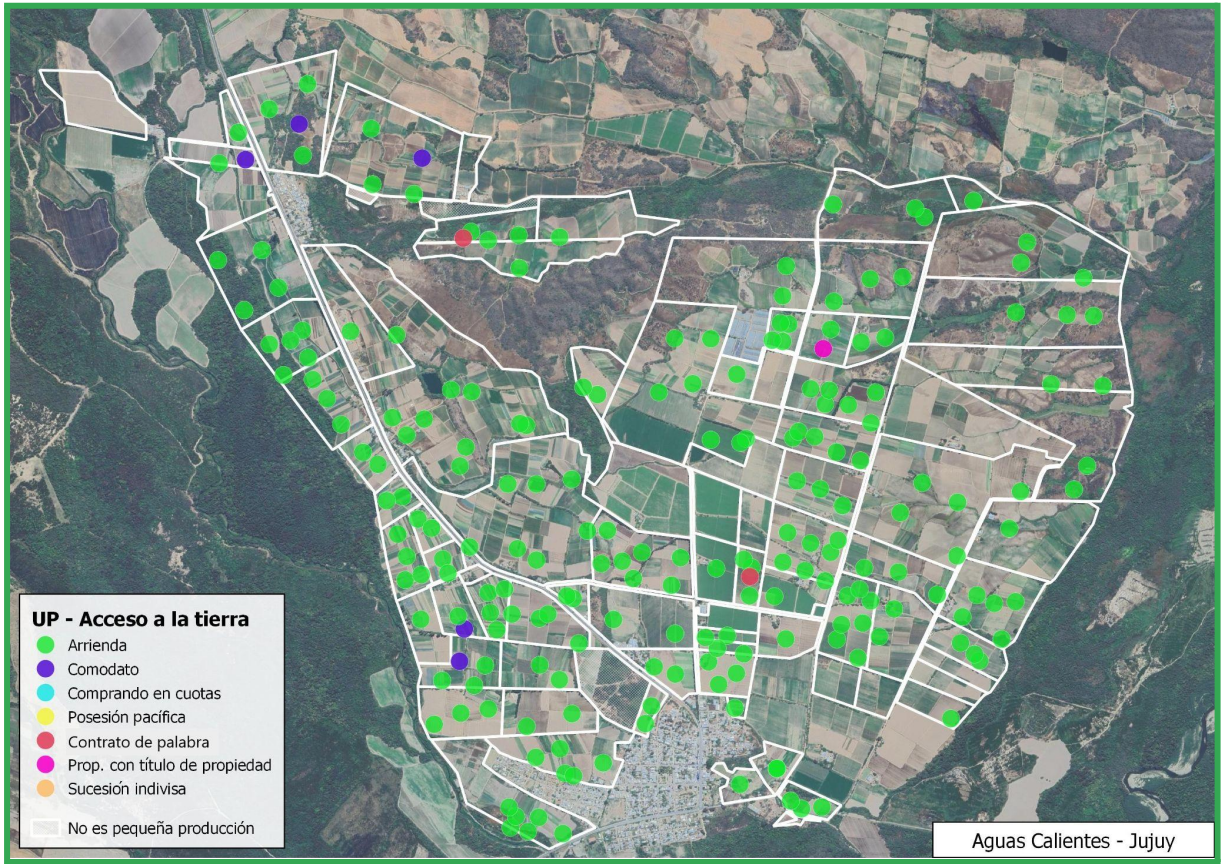 UP - Acceso a la tierra
Arrienda
Comodato
Comprando en cuotas
Posesión pacífica
Contrato de palabra
Prop. con título de propiedad
Sucesión indivisa
No es pequeña producción
Aguas Calientes - Jujuy